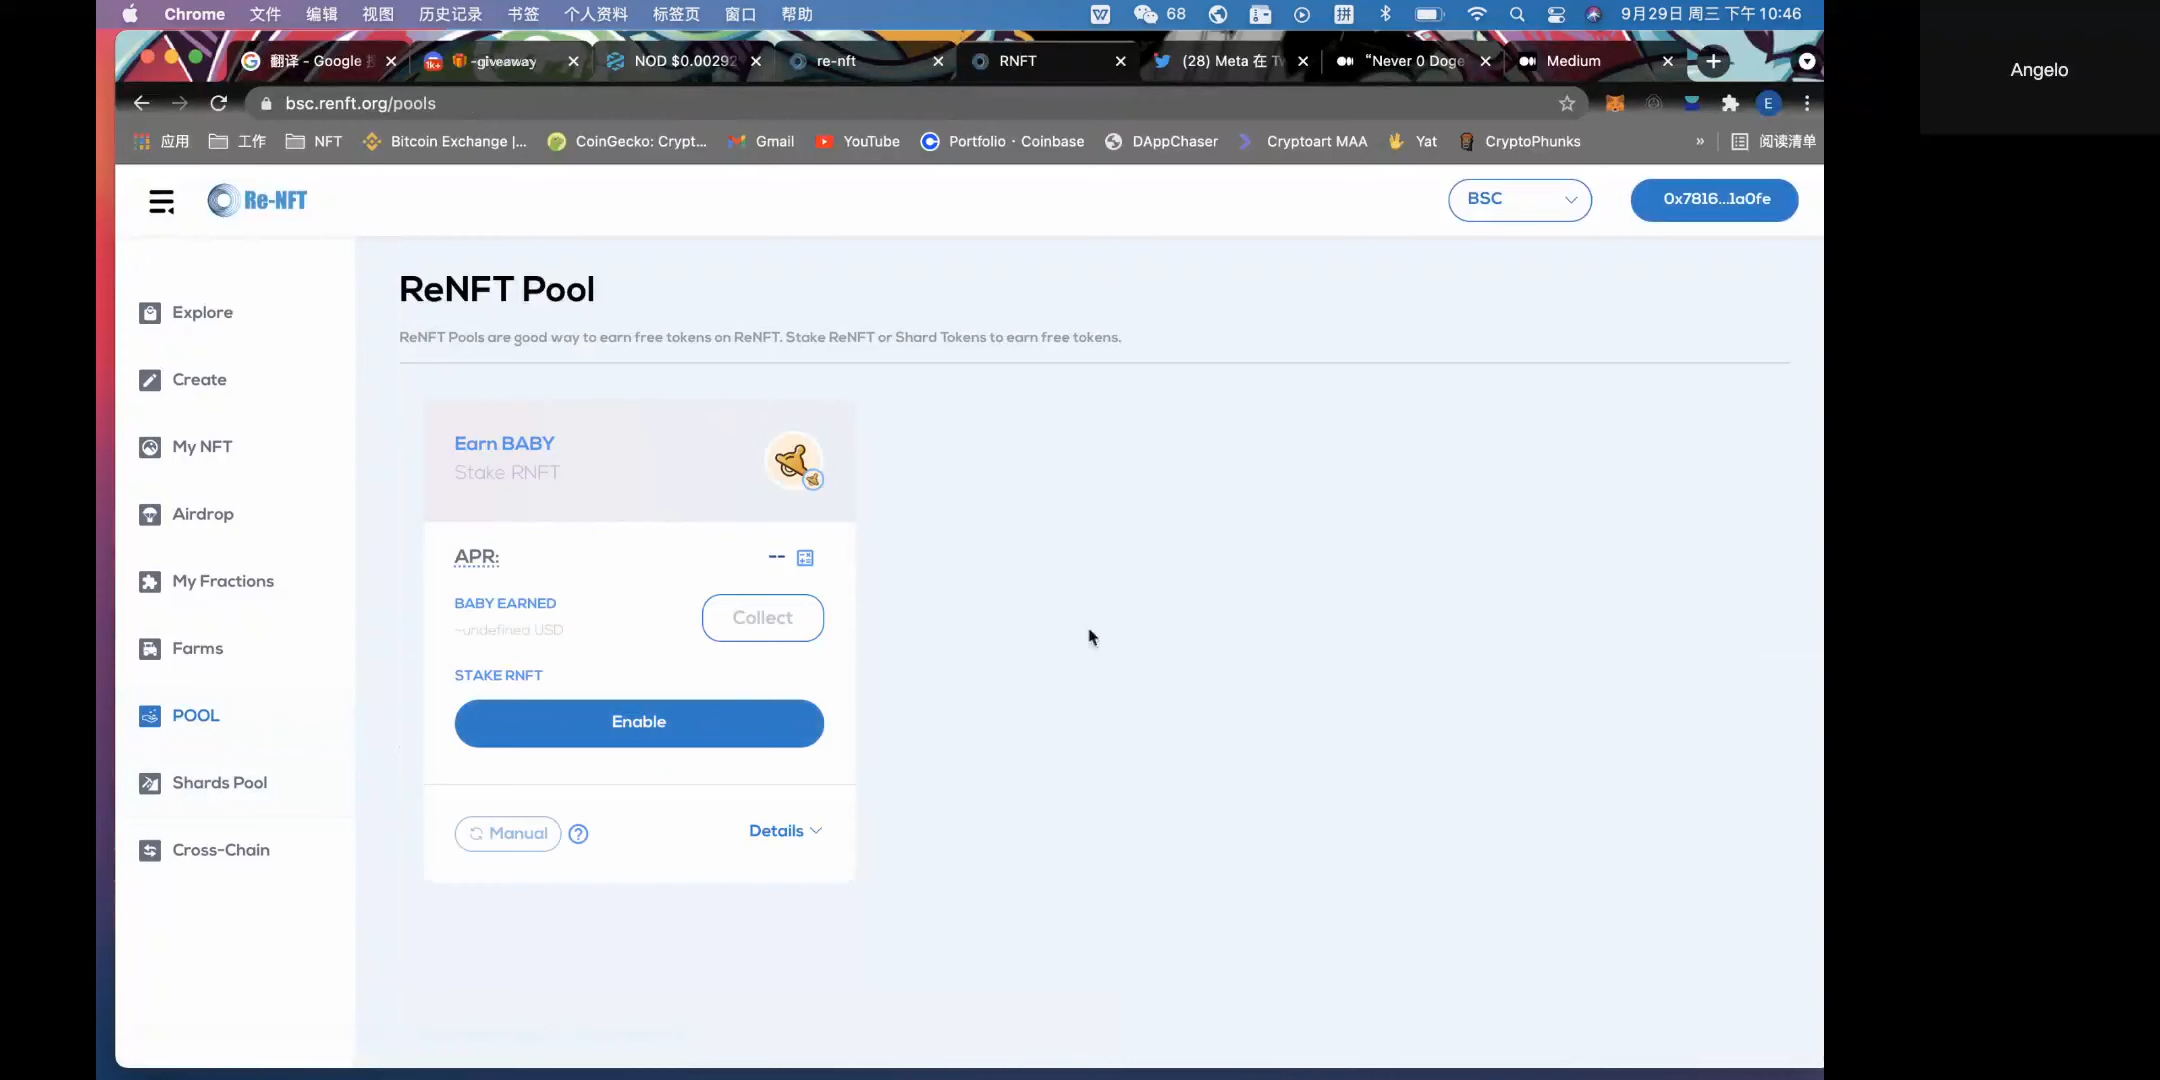 Chrome 文件 编辑 视图 历史记录 书签 个人资料 标签页 窗口 帮助 68 拼 9月29日 周三 下午10:46
翻译 - Google
1k+ -giveaway
NOD $0.00292
re-nft
RNFT
(28) Meta 在 Tw
“Never 0 Doge
Medium
bsc.renft.org/pools
E
应用 工作 NFT Bitcoin Exchange |... CoinGecko: Crypt... Gmail YouTube Portfolio · Coinbase DAppChaser Cryptoart MAA Yat CryptoPhunks » 阅读清单
Angelo
Re-NFT
BSC
0x7816...1a0fe
Explore
Create
My NFT
Airdrop
My Fractions
Farms
POOL
Shards Pool
Cross-Chain
ReNFT Pool
ReNFT Pools are good way to earn free tokens on ReNFT. Stake ReNFT or Shard Tokens to earn free tokens.
Earn BABY
Stake RNFT
APR: --
BABY EARNED
~undefined USD
Collect
STAKE RNFT
Enable
Manual ?
Details